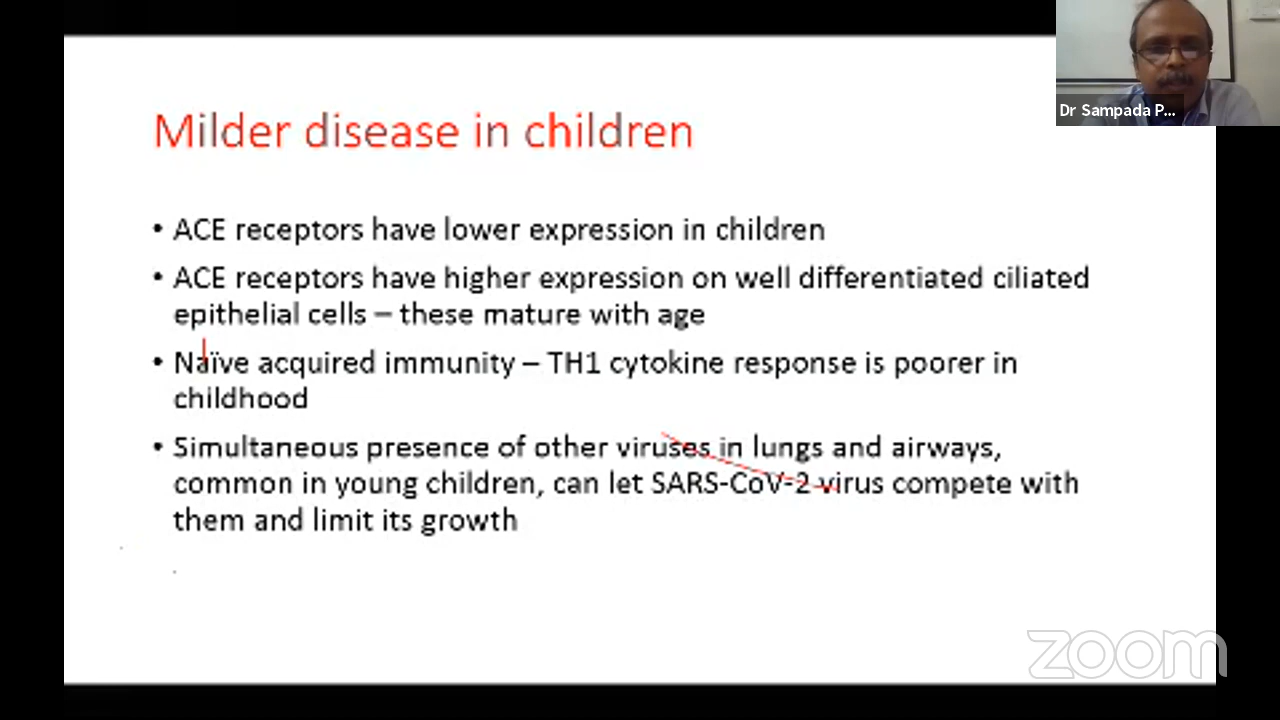 Dr Sampada P...
Milder disease in children
• ACE receptors have lower expression in children
• ACE receptors have higher expression on well differentiated ciliated
epithelial cells – these mature with age
• Naïve acquired immunity – TH1 cytokine response is poorer in
childhood
• Simultaneous presence of other viruses in lungs and airways,
common in young children, can let SARS-CoV-2 virus compete with
them and limit its growth
zoom